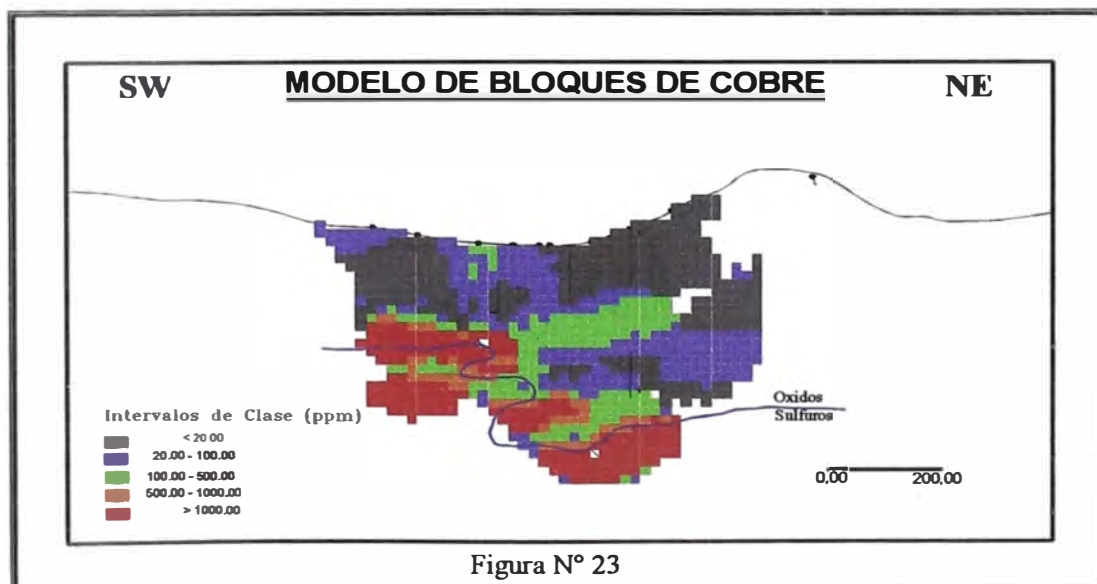 SW MODELO DE BLOQUES DE COBRE NE
Oxidos
Sulfuros
Intervalos de Clase (ppm)
< 20.00
20.00 - 100.00
100.00 - 500.00
500.00 - 1000.00
> 1000.00
0.00 200.00
Figura N° 23